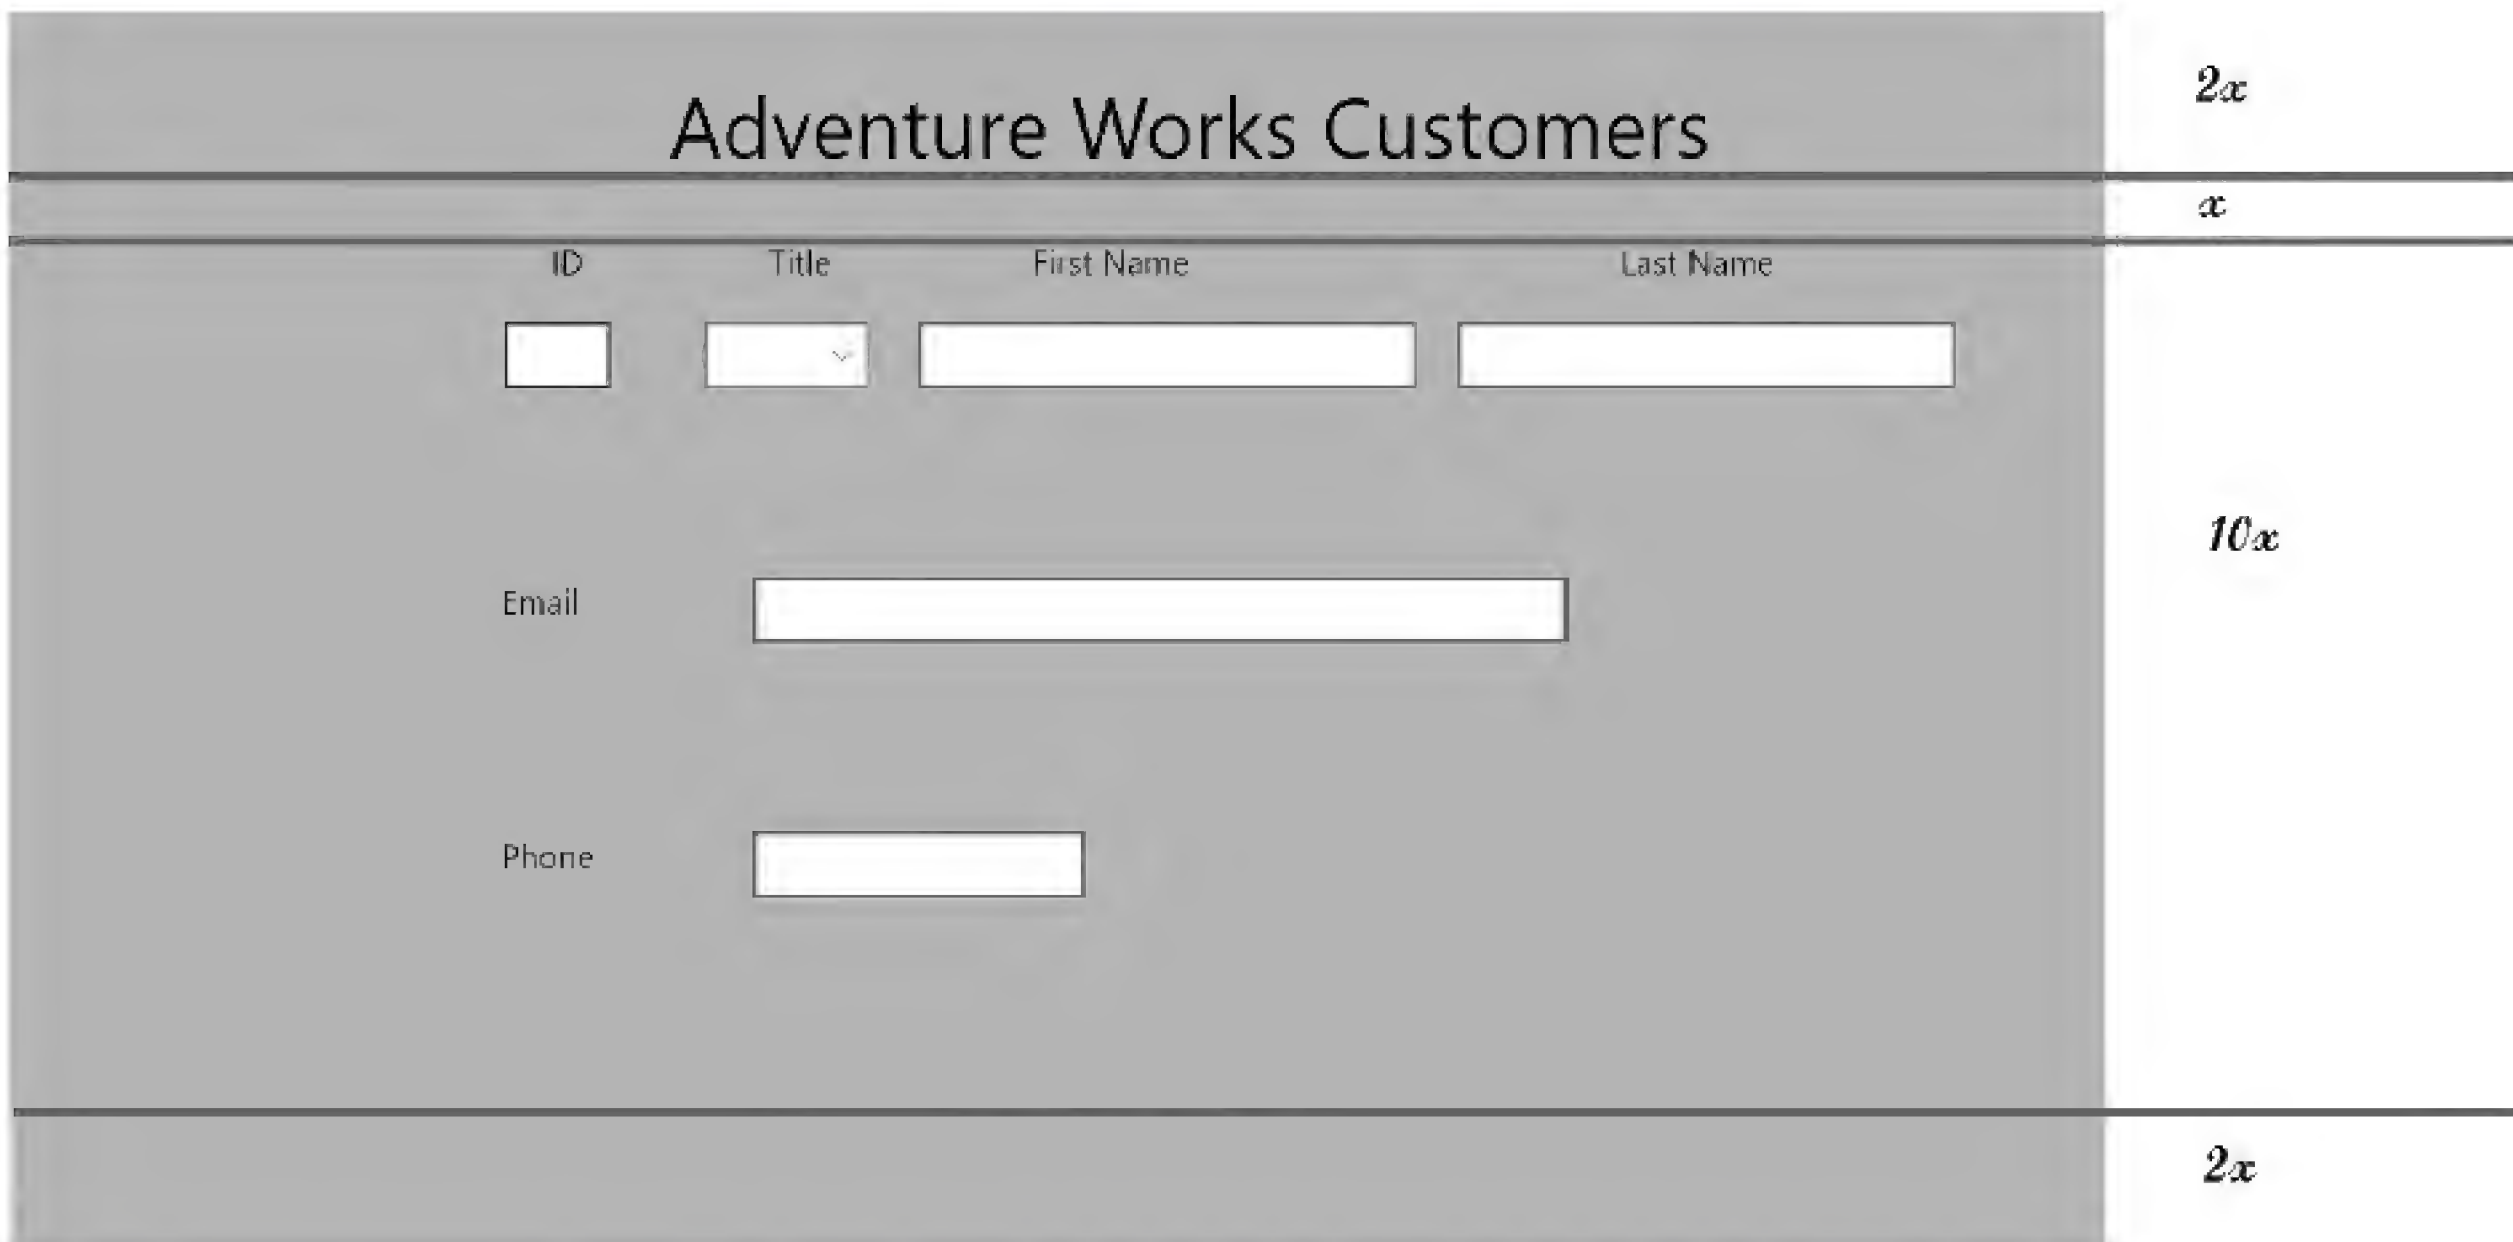 2x
Adventure Works Customers
x
ID Title First Name Last Name
10x
Email
Phone
2x